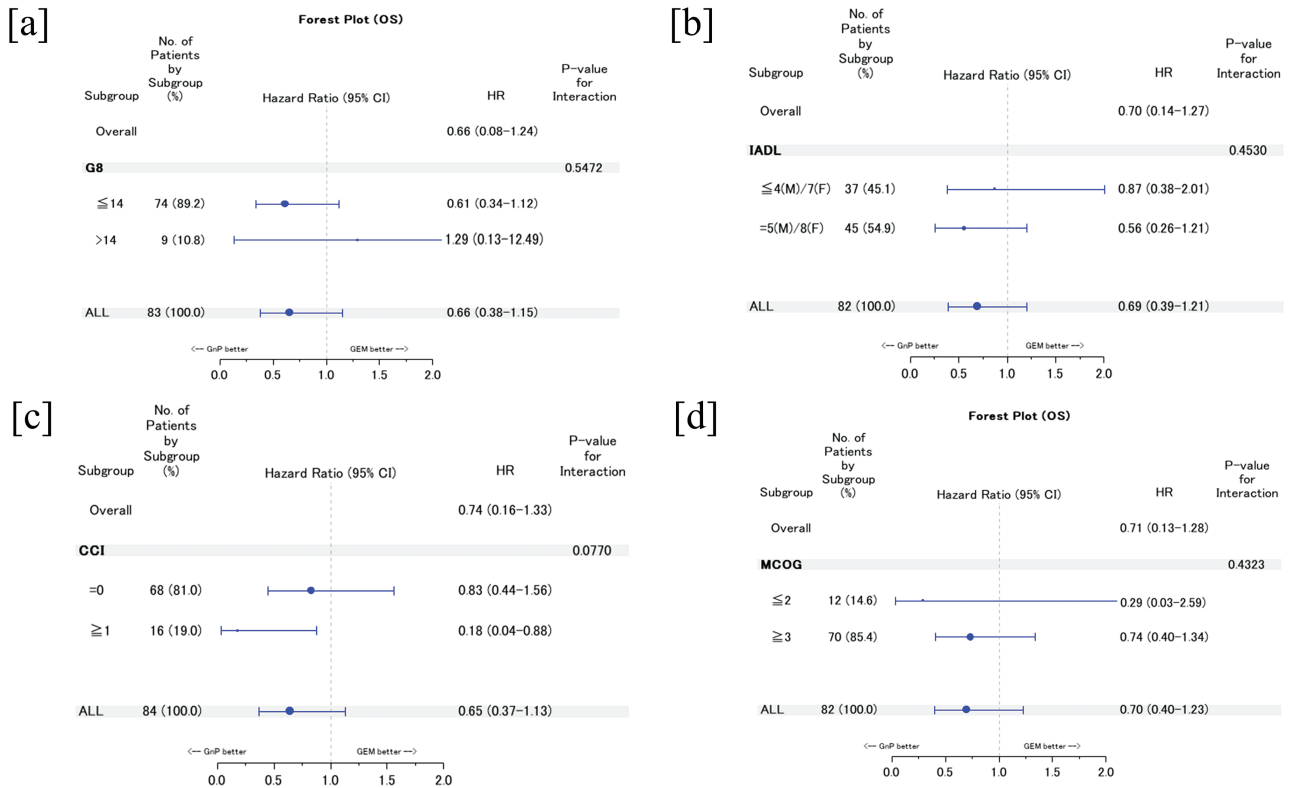 [a]
Forest Plot (OS)
No. of
Patients
by
Subgroup
(%)
P-value
for
Interaction
Subgroup
Hazard Ratio (95% CI)
HR
Overall 0.66 (0.08-1.24)
G8 0.5472
≦14 74 (89.2) 0.61 (0.34-1.12)
>14 9 (10.8) 1.29 (0.13-12.49)
ALL 83 (100.0) 0.66 (0.38-1.15)
<-- GnP better GEM better -->
0.0 0.5 1.0 1.5 2.0
[b]
No. of
Patients
by
Subgroup
(%)
P-value
for
Interaction
Subgroup
Hazard Ratio (95% CI)
HR
Overall 0.70 (0.14-1.27)
IADL 0.4530
≦4(M)/7(F) 37 (45.1) 0.87 (0.38-2.01)
=5(M)/8(F) 45 (54.9) 0.56 (0.26-1.21)
ALL 82 (100.0) 0.69 (0.39-1.21)
<-- GnP better GEM better -->
0.0 0.5 1.0 1.5 2.0
[c]
No. of
Patients
by
Subgroup
(%)
P-value
for
Interaction
Subgroup
Hazard Ratio (95% CI)
HR
Overall 0.74 (0.16-1.33)
CCI 0.0770
=0 68 (81.0) 0.83 (0.44-1.56)
≧1 16 (19.0) 0.18 (0.04-0.88)
ALL 84 (100.0) 0.65 (0.37-1.13)
<-- GnP better GEM better -->
0.0 0.5 1.0 1.5 2.0
[d]
Forest Plot (OS)
No. of
Patients
by
Subgroup
(%)
P-value
for
Interaction
Subgroup
Hazard Ratio (95% CI)
HR
Overall 0.71 (0.13-1.28)
MCOG 0.4323
≦2 12 (14.6) 0.29 (0.03-2.59)
≧3 70 (85.4) 0.74 (0.40-1.34)
ALL 82 (100.0) 0.70 (0.40-1.23)
<-- GnP better GEM better -->
0.0 0.5 1.0 1.5 2.0